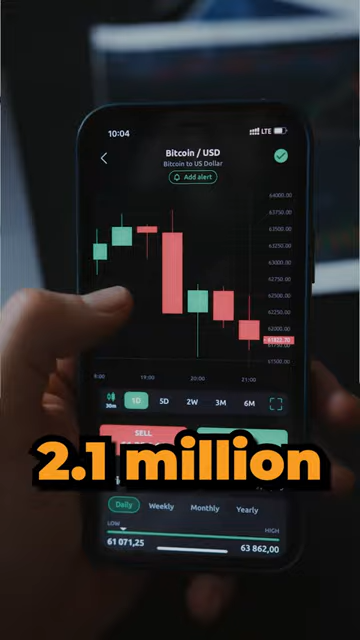 10:04
LTE
Bitcoin / USD
Bitcoin to US Dollar
Add alert
64000.00
63750.00
63500.00
63250.00
63000.00
62750.00
62500.00
62250.00
62000.00
61750.00
61500.00
19:00
20:00
21:00
30m
1D
5D
2W
3M
6M
SELL
2.1 million
Daily
Weekly
Monthly
Yearly
LOW
HIGH
61 071,25
63 862,00